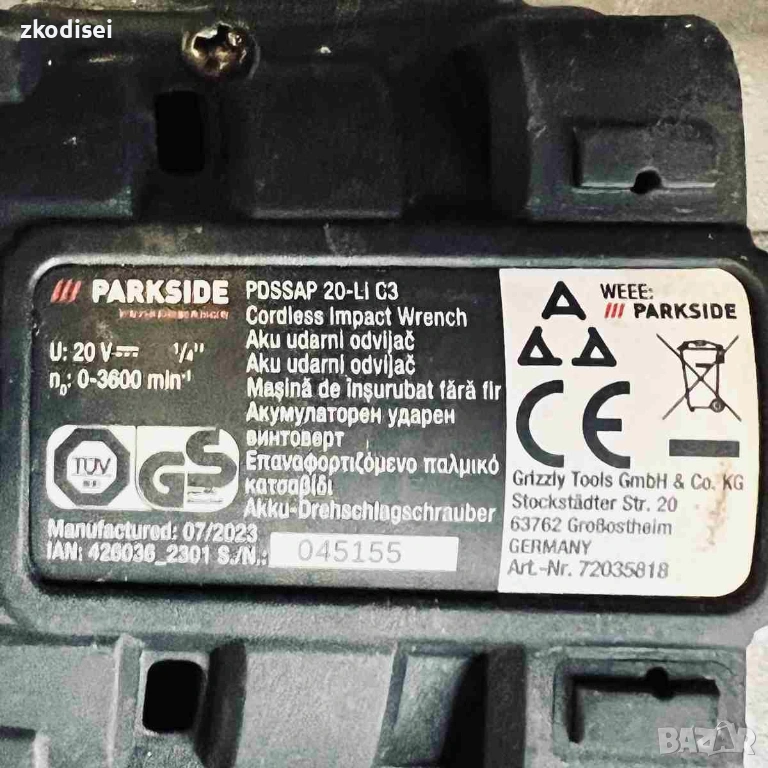 zkodisei
PARKSIDE
PDSSAP 20-Li C3
Cordless Impact Wrench
U: 20 V 1/4"
Aku udarni odvijač
Aku udarni odvijač
n₀: 0-3600 min⁻¹
Maşină de înşurubat fără fir
Акумулаторен ударен
винтоверт
Επαναφορτιζόμενο παλμικό
κατσαβίδι
Akku-Drehschlagschrauber
TÜV
GS
Manufactured: 07/2023
IAN: 426036_2301 S./N.: 045155
WEEE:
PARKSIDE
CE
Grizzly Tools GmbH & Co. KG
Stockstädter Str. 20
63762 Großostheim
GERMANY
Art.-Nr. 72035818
BAZAR